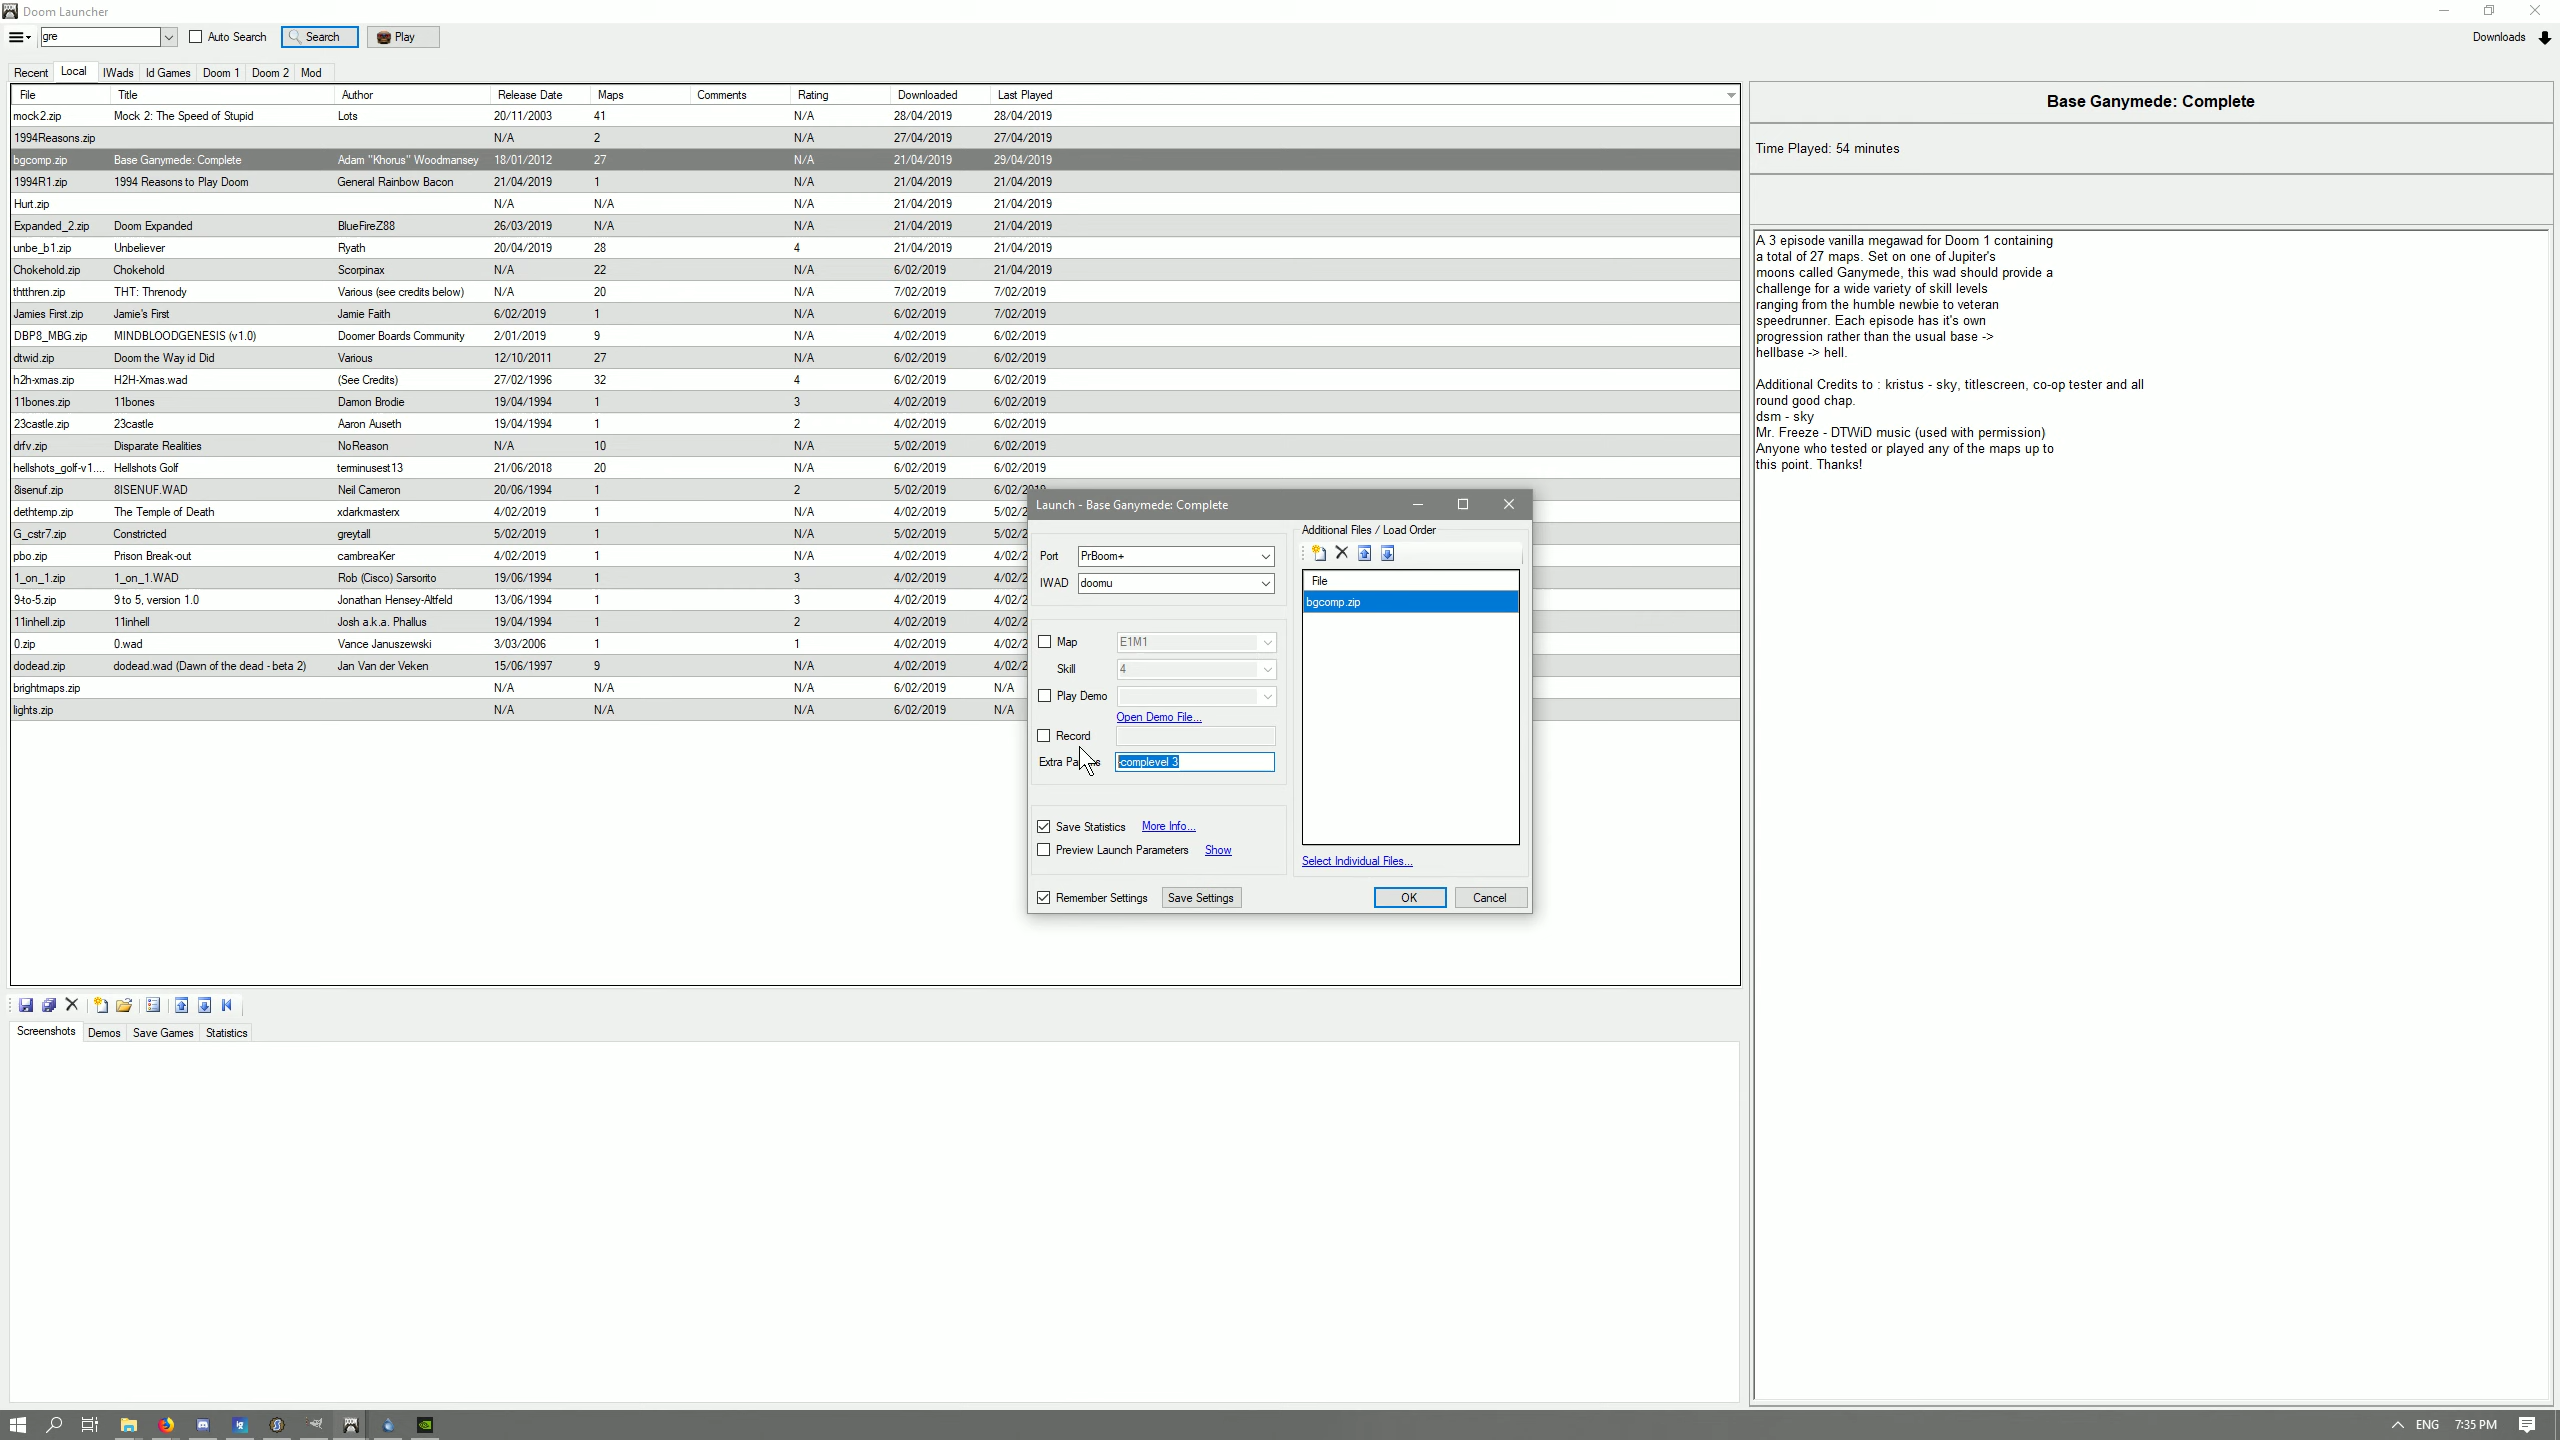 Doom Launcher
gre Auto Search Search Play Downloads
Recent Local IWads Id Games Doom 1 Doom 2 Mod
File Title Author Release Date Maps Comments Rating Downloaded Last Played
mock2.zip Mock 2: The Speed of Stupid Lots 20/11/2003 41 N/A 28/04/2019 28/04/2019
1994Reasons.zip N/A 2 N/A 27/04/2019 27/04/2019
bgcomp.zip Base Ganymede: Complete Adam "Khorus" Woodmansey 18/01/2012 27 N/A 21/04/2019 29/04/2019
1994R1.zip 1994 Reasons to Play Doom General Rainbow Bacon 21/04/2019 1 N/A 21/04/2019 21/04/2019
Hurt.zip N/A N/A N/A 21/04/2019 21/04/2019
Expanded_2.zip Doom Expanded BlueFireZ88 26/03/2019 N/A N/A 21/04/2019 21/04/2019
unbe_b1.zip Unbeliever Ryath 20/04/2019 28 4 21/04/2019 21/04/2019
Chokehold.zip Chokehold Scorpinax N/A 22 N/A 6/02/2019 21/04/2019
thtthren.zip THT: Threnody Various (see credits below) N/A 20 N/A 7/02/2019 7/02/2019
Jamies First.zip Jamie's First Jamie Faith 6/02/2019 1 N/A 6/02/2019 7/02/2019
DBP8_MBG.zip MINDBLOODGENESIS (v1.0) Doomer Boards Community 2/01/2019 9 N/A 4/02/2019 6/02/2019
dtwid.zip Doom the Way id Did Various 12/10/2011 27 N/A 6/02/2019 6/02/2019
h2h-xmas.zip H2H-Xmas.wad (See Credits) 27/02/1996 32 4 6/02/2019 6/02/2019
11bones.zip 11bones Damon Brodie 19/04/1994 1 3 4/02/2019 6/02/2019
23castle.zip 23castle Aaron Auseth 19/04/1994 1 2 4/02/2019 6/02/2019
drfv.zip Disparate Realities NoReason N/A 10 N/A 5/02/2019 6/02/2019
hellshots_golf-v1.... Hellshots Golf terminusest13 21/06/2018 20 N/A 6/02/2019 6/02/2019
8isenuf.zip 8ISENUF.WAD Neil Cameron 20/06/1994 1 2 5/02/2019 6/02/2019
dethtemp.zip The Temple of Death xdarkmasterx 4/02/2019 1 N/A 4/02/2019 5/02/2
G_cstr7.zip Constricted greytall 5/02/2019 1 N/A 5/02/2019 5/02/2
pbo.zip Prison Break-out cambreaKer 4/02/2019 1 N/A 4/02/2019 4/02/2
1_on_1.zip 1_on_1.WAD Rob (Cisco) Sarsorito 19/06/1994 1 3 4/02/2019 4/02/2
9-to-5.zip 9 to 5, version 1.0 Jonathan Hensey-Altfeld 13/06/1994 1 3 4/02/2019 4/02/2
11inhell.zip 11inhell Josh a.k.a. Phallus 19/04/1994 1 2 4/02/2019 4/02/2
0.zip 0.wad Vance Januszewski 3/03/2006 1 1 4/02/2019 4/02/2
dodead.zip dodead.wad (Dawn of the dead - beta 2) Jan Van der Veken 15/06/1997 9 N/A 4/02/2019 4/02/2
brightmaps.zip N/A N/A N/A 6/02/2019 N/A
lights.zip N/A N/A N/A 6/02/2019 N/A
Base Ganymede: Complete
Time Played: 54 minutes
A 3 episode vanilla megawad for Doom 1 containing
a total of 27 maps. Set on one of Jupiter's
moons called Ganymede, this wad should provide a
challenge for a wide variety of skill levels
ranging from the humble newbie to veteran
speedrunner. Each episode has it's own
progression rather than the usual base ->
hellbase -> hell.
Additional Credits to : kristus - sky, titlescreen, co-op tester and all
round good chap.
dsm - sky
Mr. Freeze - DTWiD music (used with permission)
Anyone who tested or played any of the maps up to
this point. Thanks!
Launch - Base Ganymede: Complete
Port PrBoom+
IWAD doomu
Map E1M1
Skill 4
Play Demo
Open Demo File...
Record
Extra -complevel 3
Save Statistics More Info...
Preview Launch Parameters Show
Remember Settings Save Settings
Additional Files / Load Order
File
bgcomp.zip
Select Individual Files...
OK Cancel
Screenshots Demos Save Games Statistics
ENG 7:35 PM